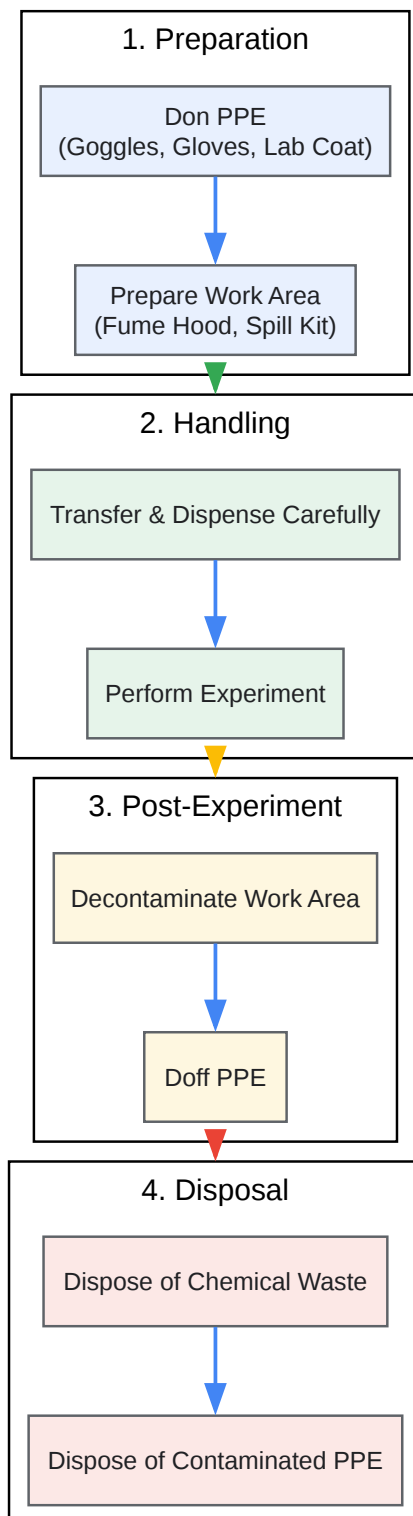 1. Preparation
Don PPE
(Goggles, Gloves, Lab Coat)
Prepare Work Area
(Fume Hood, Spill Kit)
2. Handling
Transfer & Dispense Carefully
Perform Experiment
3. Post-Experiment
Decontaminate Work Area
Doff PPE
4. Disposal
Dispose of Chemical Waste
Dispose of Contaminated PPE